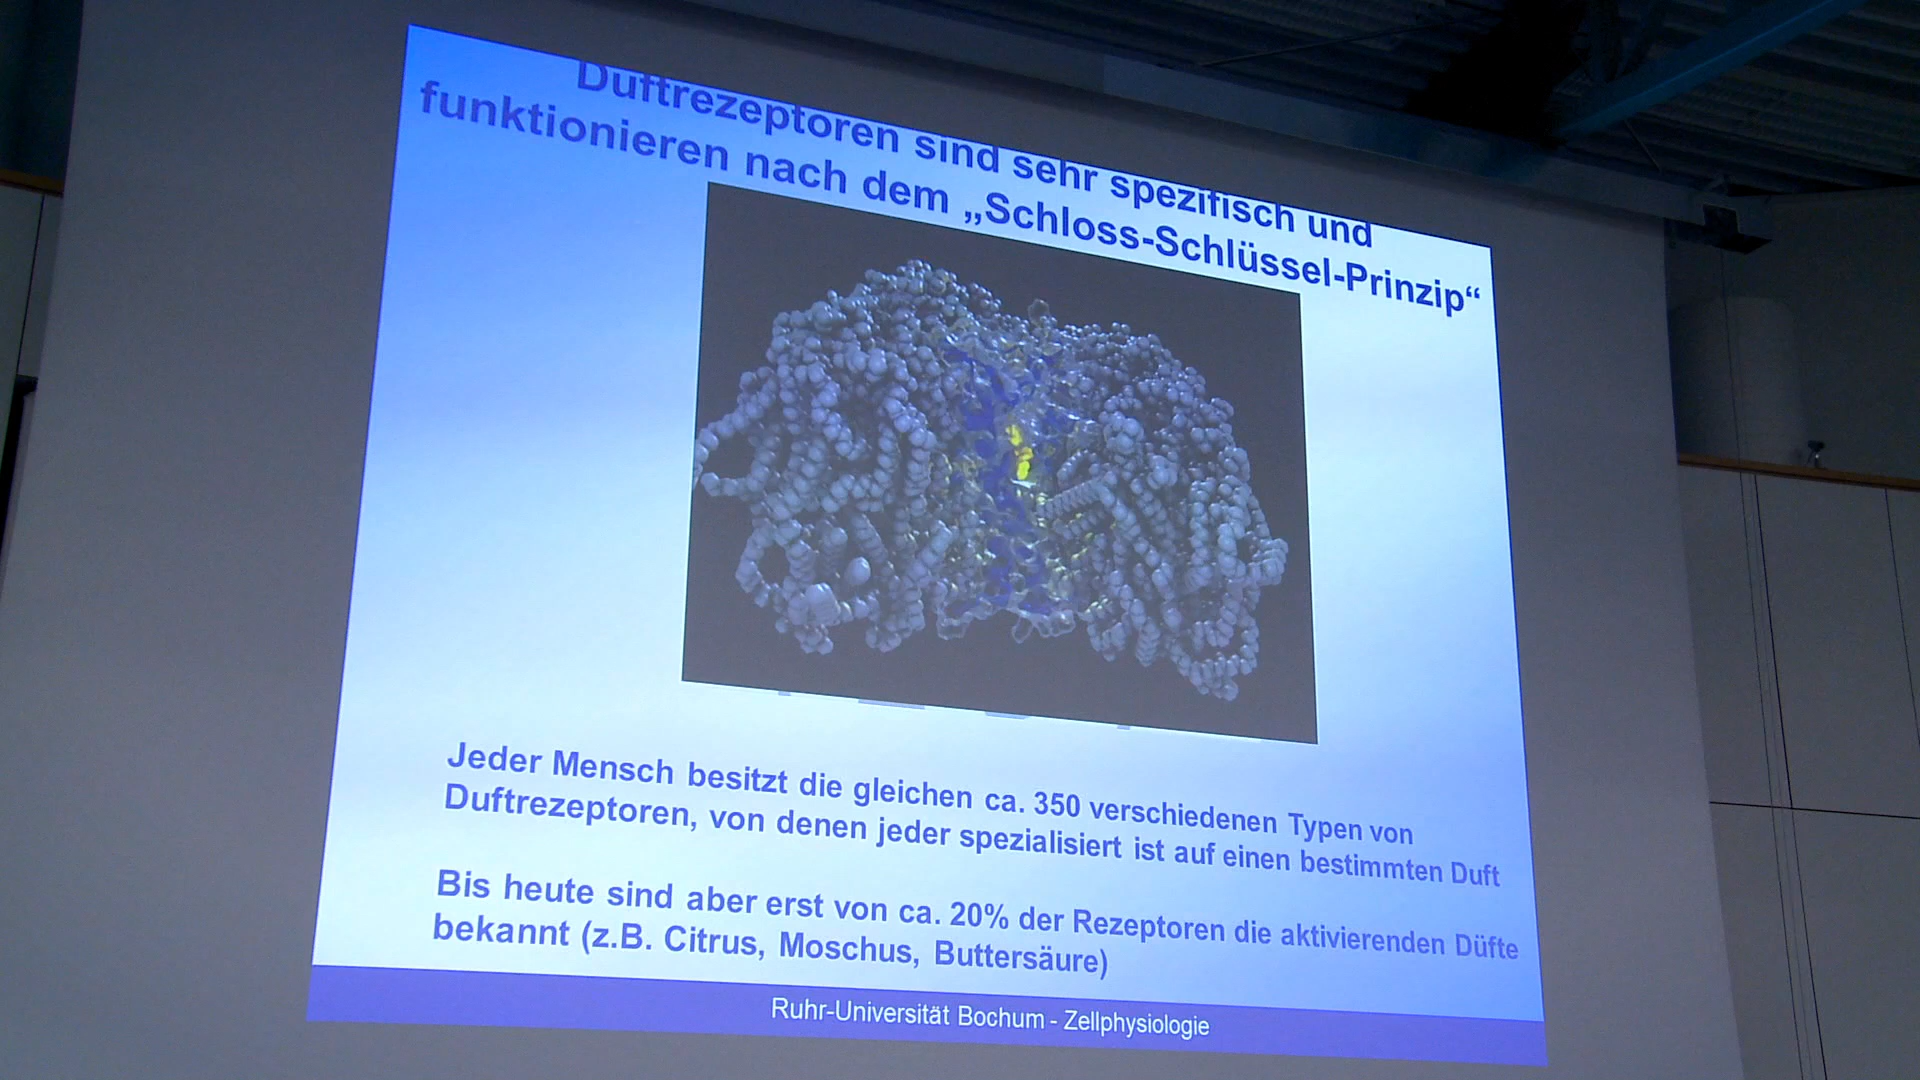 Duftrezeptoren sind sehr spezifisch und
funktionieren nach dem „Schloss-Schlüssel-Prinzip“
Jeder Mensch besitzt die gleichen ca. 350 verschiedenen Typen von
Duftrezeptoren, von denen jeder spezialisiert ist auf einen bestimmten Duft
Bis heute sind aber erst von ca. 20% der Rezeptoren die aktivierenden Düfte
bekannt (z.B. Citrus, Moschus, Buttersäure)
Ruhr-Universität Bochum - Zellphysiologie